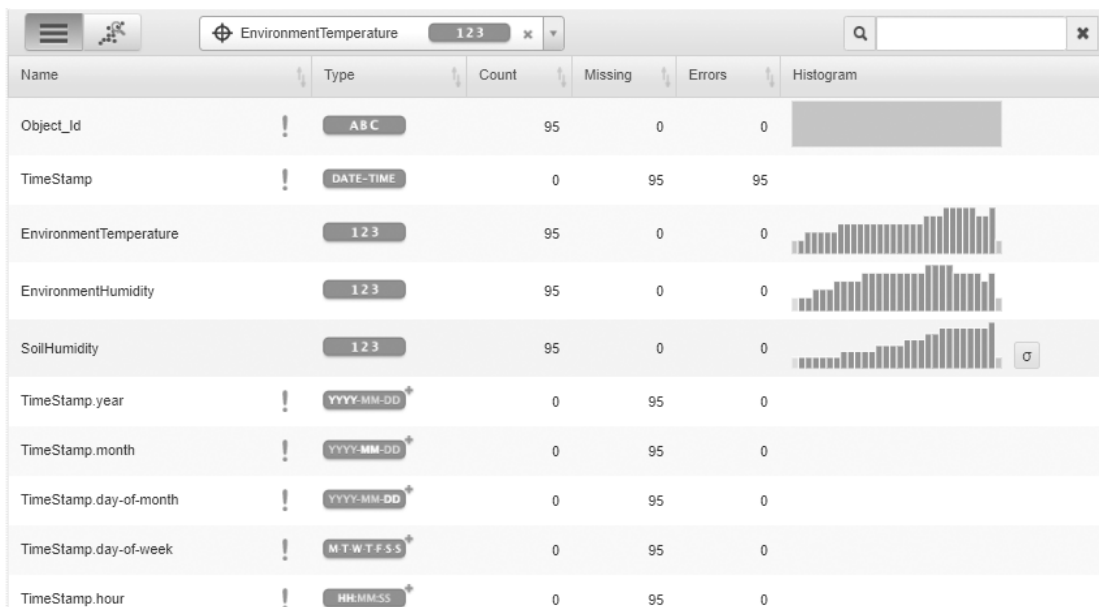 EnvironmentTemperature 123
Name Type Count Missing Errors Histogram
Object_Id ! ABC 95 0 0
TimeStamp ! DATE-TIME 0 95 95
EnvironmentTemperature 123 95 0 0
EnvironmentHumidity 123 95 0 0
SoilHumidity 123 95 0 0 σ
TimeStamp.year ! YYYY-MM-DD 0 95 0
TimeStamp.month ! YYYY-MM-DD 0 95 0
TimeStamp.day-of-month ! YYYY-MM-DD 0 95 0
TimeStamp.day-of-week ! M-T-W-T-F-S-S 0 95 0
TimeStamp.hour ! HH:MM:SS 0 95 0